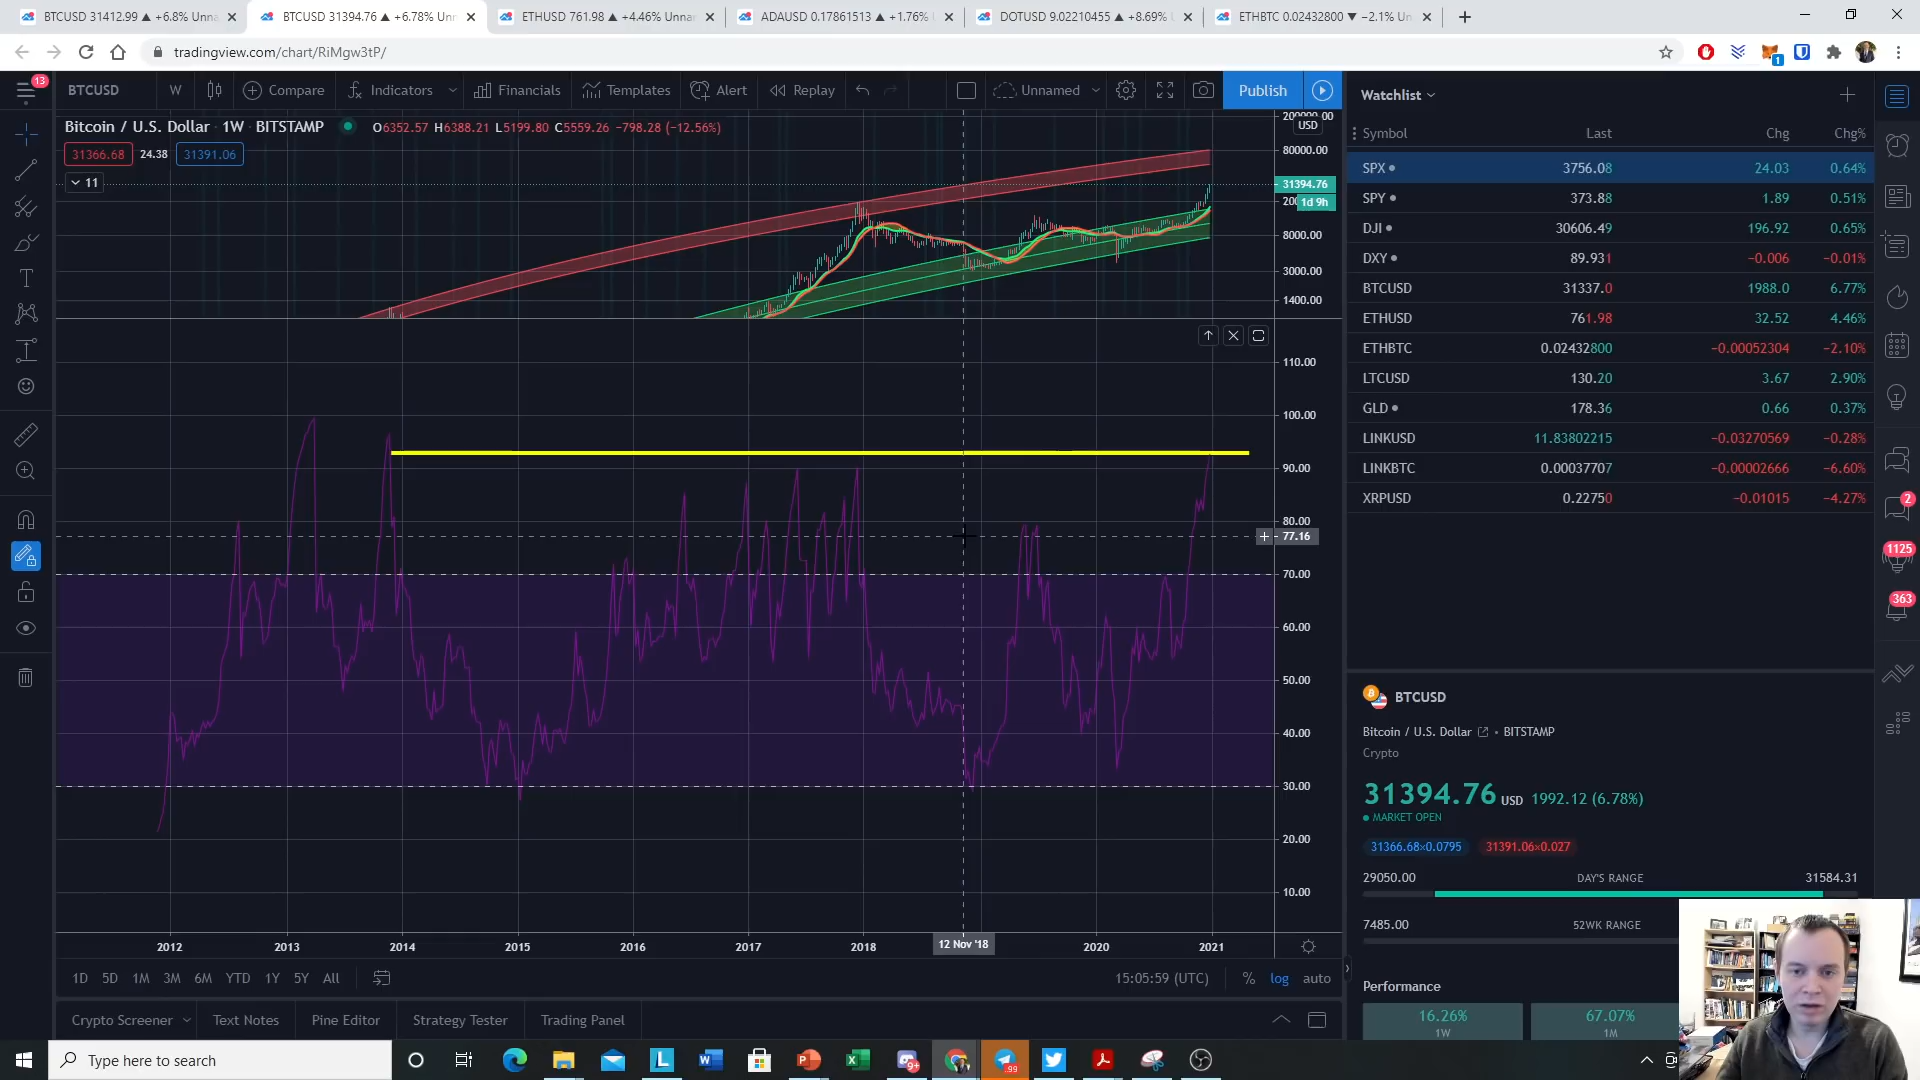 BTCUSD 31412.99 ▲ +6.8% Unna
BTCUSD 31394.76 ▲ +6.78% Unn
ETHUSD 761.98 ▲ +4.46% Unnar
ADAUSD 0.17861513 ▲ +1.76%
DOTUSD 9.02210455 ▲ +8.69%
ETHBTC 0.02432800 ▼ −2.1% Un
tradingview.com/chart/RiMgw3tP/
1
13
BTCUSD
W
Compare
Indicators
Financials
Templates
Alert
Replay
Unnamed
Publish
Bitcoin / U.S. Dollar 1W BITSTAMP
O6352.57 H6388.21 L5199.80 C5559.26 −798.28 (−12.56%)
31366.68 24.38 31391.06
11
200000.00
USD
80000.00
31394.76
1d 9h
8000.00
3000.00
1400.00
110.00
100.00
90.00
80.00
77.16
70.00
60.00
50.00
40.00
30.00
20.00
10.00
2012 2013 2014 2015 2016 2017 2018 12 Nov '18 2020 2021
1D 5D 1M 3M 6M YTD 1Y 5Y All
15:05:59 (UTC) % log auto
Crypto Screener Text Notes Pine Editor Strategy Tester Trading Panel
Watchlist
Symbol Last Chg Chg%
SPX 3756.08 24.03 0.64%
SPY 373.88 1.89 0.51%
DJI 30606.49 196.92 0.65%
DXY 89.931 −0.006 −0.01%
BTCUSD 31337.0 1988.0 6.77%
ETHUSD 761.98 32.52 4.46%
ETHBTC 0.02432800 −0.00052304 −2.10%
LTCUSD 130.20 3.67 2.90%
GLD 178.36 0.66 0.37%
LINKUSD 11.83802215 −0.03270569 −0.28%
LINKBTC 0.00037707 −0.00002666 −6.60%
XRPUSD 0.22750 −0.01015 −4.27%
2
1125
363
BTCUSD
Bitcoin / U.S. Dollar • BITSTAMP
Crypto
31394.76 USD 1992.12 (6.78%)
MARKET OPEN
31366.68×0.0795 31391.06×0.027
29050.00 DAY'S RANGE 31584.31
7485.00 52WK RANGE
Performance
16.26% 67.07%
1W 1M
Type here to search
9+
.99